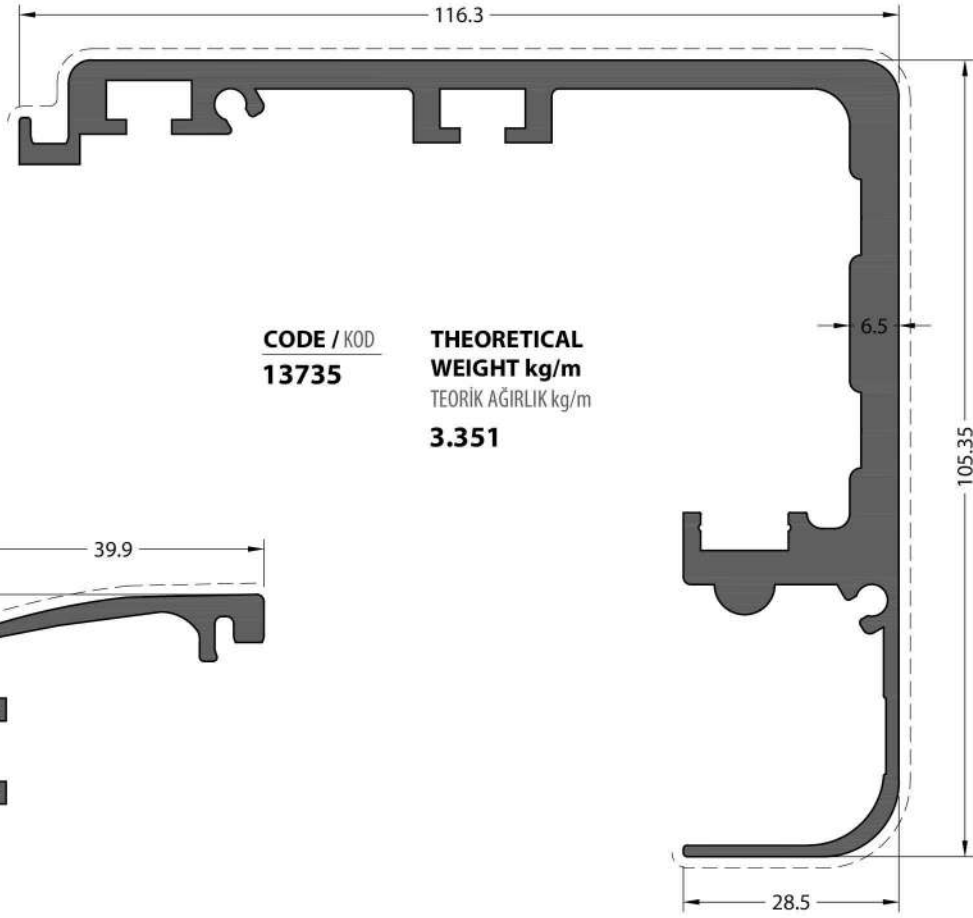 116.3
CODE / KOD
13735
THEORETICAL
WEIGHT kg/m
TEORİK AĞIRLIK kg/m
3.351
6.5
105.35
39.9
28.5